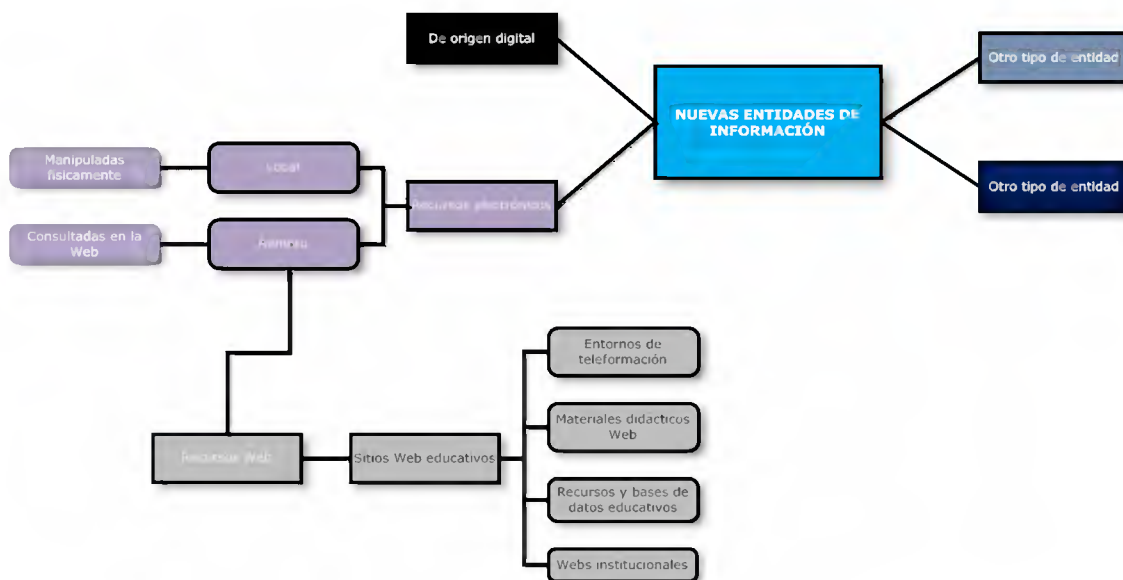 De origen digital
Otro tipo de entidad
NUEVAS ENTIDADES DE
INFORMACIÓN
Manipuladas
físicamente
Local
Recursos electrónicos
Otro tipo de entidad
Consultadas en la
Web
Remoto
Entornos de
teleformación
Materiales didácticos
Web
Recursos Web
Sitios Web educativos
Recursos y bases de
datos educativos
Webs institucionales